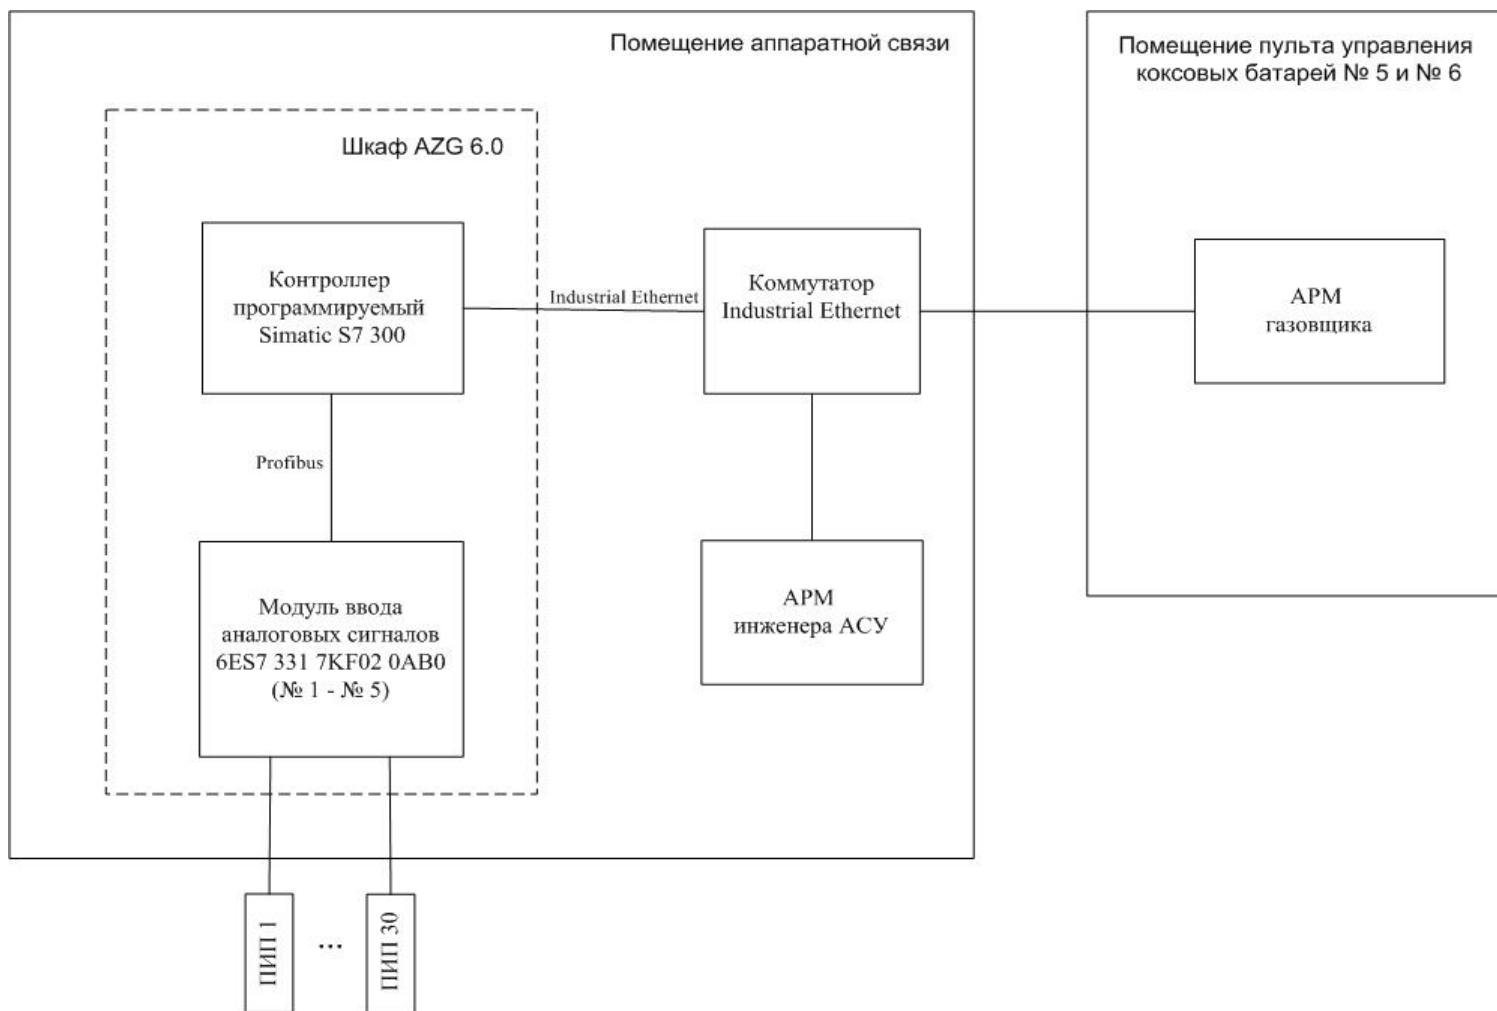 Помещение аппаратной связи
Помещение пульта управления
коксовых батарей № 5 и № 6
Шкаф AZG 6.0
Контроллер
программируемый
Simatic S7 300
Industrial Ethernet
Коммутатор
Industrial Ethernet
АРМ
газовщика
Profibus
Модуль ввода
аналоговых сигналов
6ES7 331 7KF02 0AB0
(№ 1 - № 5)
АРМ
инженера АСУ
ПИП 1
...
ПИП 30